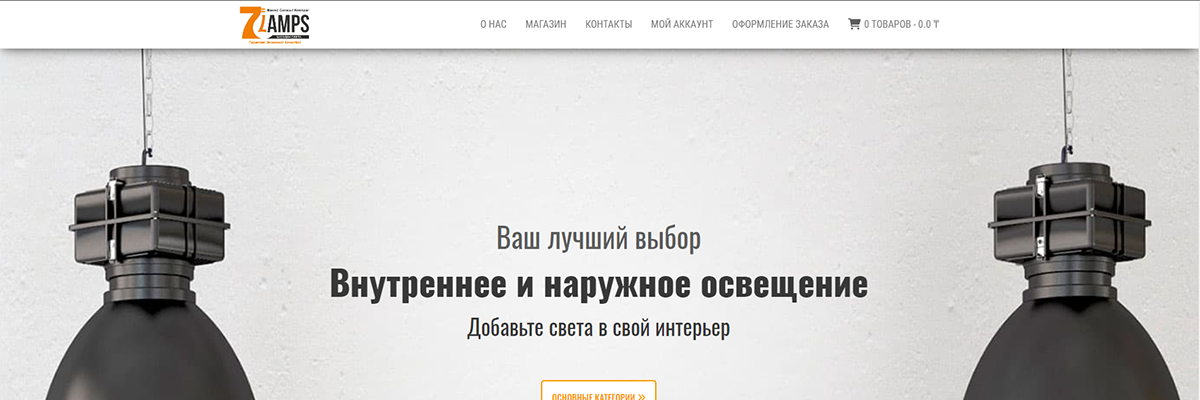 7LAMPS
О НАС МАГАЗИН КОНТАКТЫ МОЙ АККАУНТ ОФОРМЛЕНИЕ ЗАКАЗА 0 ТОВАРОВ - 0.0 ₸
Ваш лучший выбор
Внутреннее и наружное освещение
Добавьте света в свой интерьер
ОСНОВНЫЕ КАТЕГОРИИ »